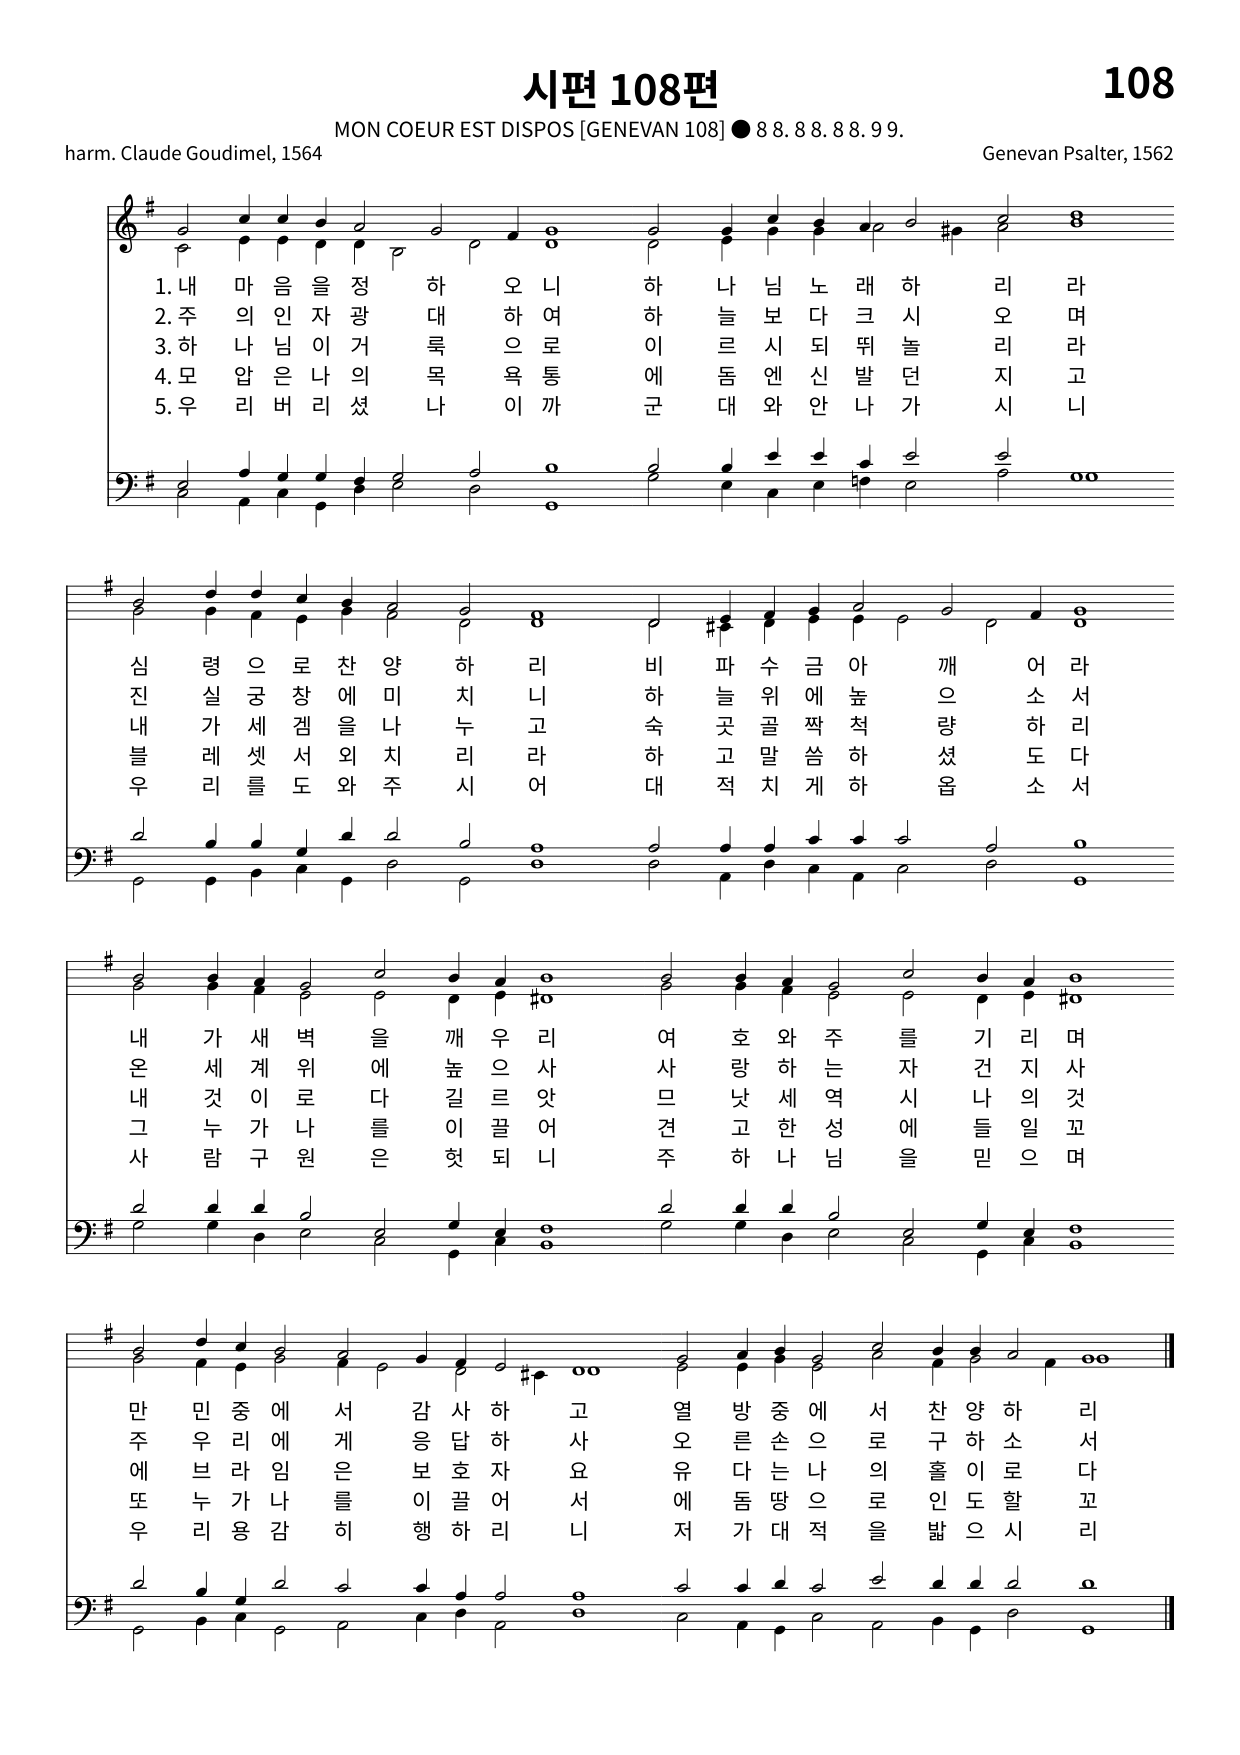 시편 108편
108
MON COEUR EST DISPOS [GENEVAN 108] ● 8 8. 8 8. 8 8. 9 9.
harm. Claude Goudimel, 1564
Genevan Psalter, 1562
1. 내 마 음 을 정 하 오 니 하 나 님 노 래 하 리 라
2. 주 의 인 자 광 대 하 여 하 늘 보 다 크 시 오 며
3. 하 나 님 이 거 룩 으 로 이 르 시 되 뛰 놀 리 라
4. 모 압 은 나 의 목 욕 통 에 돔 엔 신 발 던 지 고
5. 우 리 버 리 셨 나 이 까 군 대 와 안 나 가 시 니
심 령 으 로 찬 양 하 리 비 파 수 금 아 깨 어 라
진 실 궁 창 에 미 치 니 하 늘 위 에 높 으 소 서
내 가 세 겜 을 나 누 고 숙 곳 골 짝 척 량 하 리
블 레 셋 서 외 치 리 라 하 고 말 씀 하 셨 도 다
우 리 를 도 와 주 시 어 대 적 치 게 하 옵 소 서
내 가 새 벽 을 깨 우 리 여 호 와 주 를 기 리 며
온 세 계 위 에 높 으 사 사 랑 하 는 자 건 지 사
내 것 이 로 다 길 르 앗 므 낫 세 역 시 나 의 것
그 누 가 나 를 이 끌 어 견 고 한 성 에 들 일 꼬
사 람 구 원 은 헛 되 니 주 하 나 님 을 믿 으 며
만 민 중 에 서 감 사 하 고 열 방 중 에 서 찬 양 하 리
주 우 리 에 게 응 답 하 사 오 른 손 으 로 구 하 소 서
에 브 라 임 은 보 호 자 요 유 다 는 나 의 홀 이 로 다
또 누 가 나 를 이 끌 어 서 에 돔 땅 으 로 인 도 할 꼬
우 리 용 감 히 행 하 리 니 저 가 대 적 을 밟 으 시 리